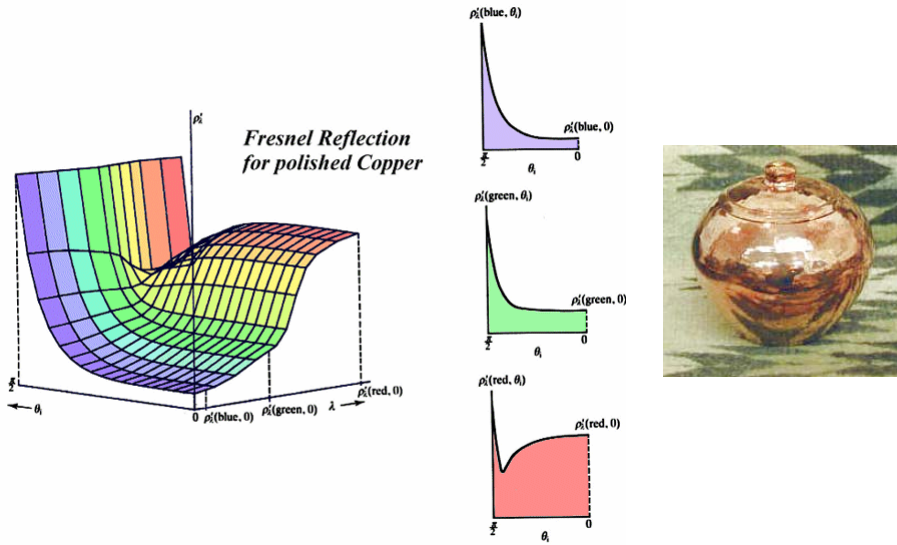 ρ'λ
Fresnel Reflection
for polished Copper
π/2
θi
0
ρ'λ(blue, 0)
ρ'λ(green, 0)
λ
ρ'λ(red, 0)
ρ'λ(blue, θi)
ρ'λ(blue, 0)
π/2
θi
0
ρ'λ(green, θi)
ρ'λ(green, 0)
π/2
θi
0
ρ'λ(red, θi)
ρ'λ(red, 0)
π/2
θi
0